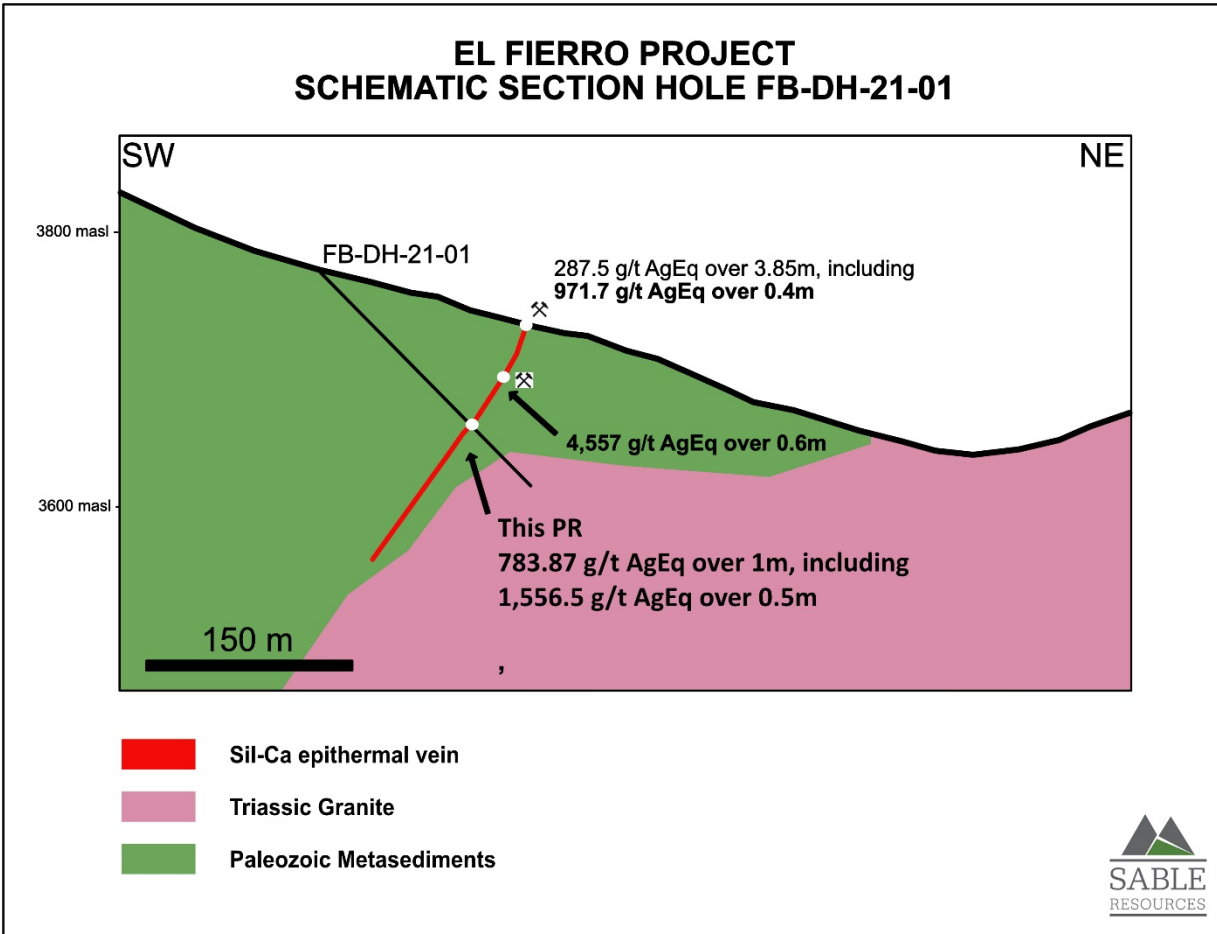 EL FIERRO PROJECT
SCHEMATIC SECTION HOLE FB-DH-21-01
SW
NE
3800 masl
FB-DH-21-01
287.5 g/t AgEq over 3.85m, including
971.7 g/t AgEq over 0.4m
4,557 g/t AgEq over 0.6m
3600 masl
This PR
783.87 g/t AgEq over 1m, including
1,556.5 g/t AgEq over 0.5m
150 m
,
Sil-Ca epithermal vein
Triassic Granite
Paleozoic Metasediments
SABLE
RESOURCES